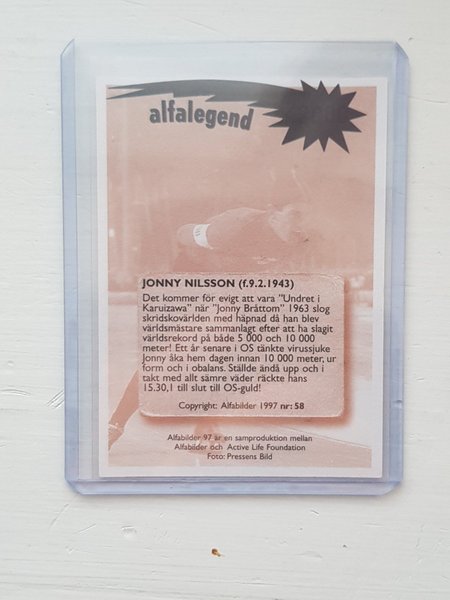 alfalegend
JONNY NILSSON (f.9.2.1943)
Det kommer för evigt att vara "Undret i
Karuizawa" när "Jonny Bråttom" 1963 slog
skridskovärlden med häpnad då han blev
världsmästare sammanlagt efter att ha slagit
världsrekord på både 5 000 och 10 000
meter! Ett år senare i OS tänkte virussjuke
Jonny åka hem dagen innan 10 000 meter, ur
form och i obalans. Ställde ändå upp och i
takt med allt sämre väder räckte hans
15.30,1 till slut till OS-guld!
Copyright: Alfabilder 1997 nr: 58
Alfabilder 97 är en samproduktion mellan
Alfabilder och Active Life Foundation
Foto: Pressens Bild